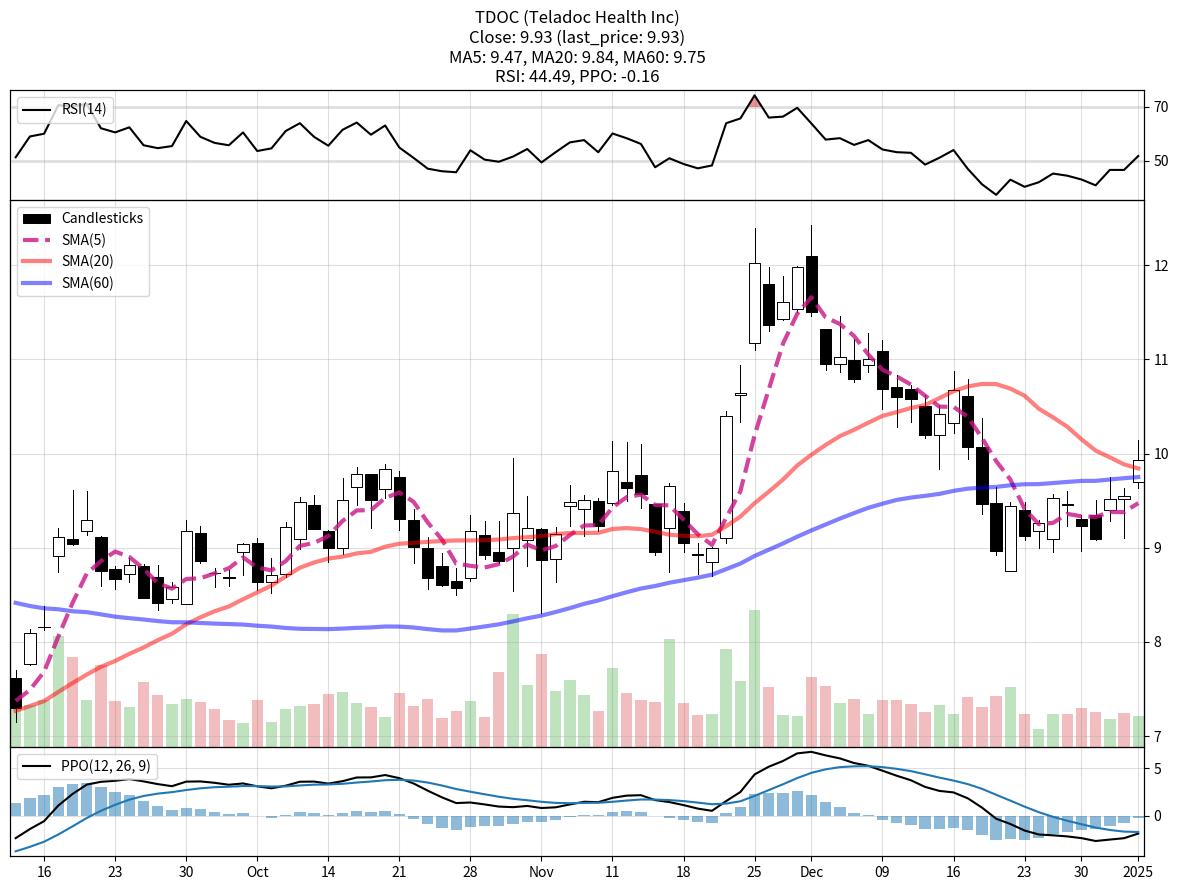 TDOC (Teladoc Health Inc)
Close: 9.93 (last_price: 9.93)
MA5: 9.47, MA20: 9.84, MA60: 9.75
RSI: 44.49, PPO: -0.16
RSI(14)
70
50
Candlesticks
SMA(5)
SMA(20)
SMA(60)
12
11
10
9
8
7
PPO(12, 26, 9)
5
0
16 23 30 Oct 14 21 28 Nov 11 18 25 Dec 09 16 23 30 2025